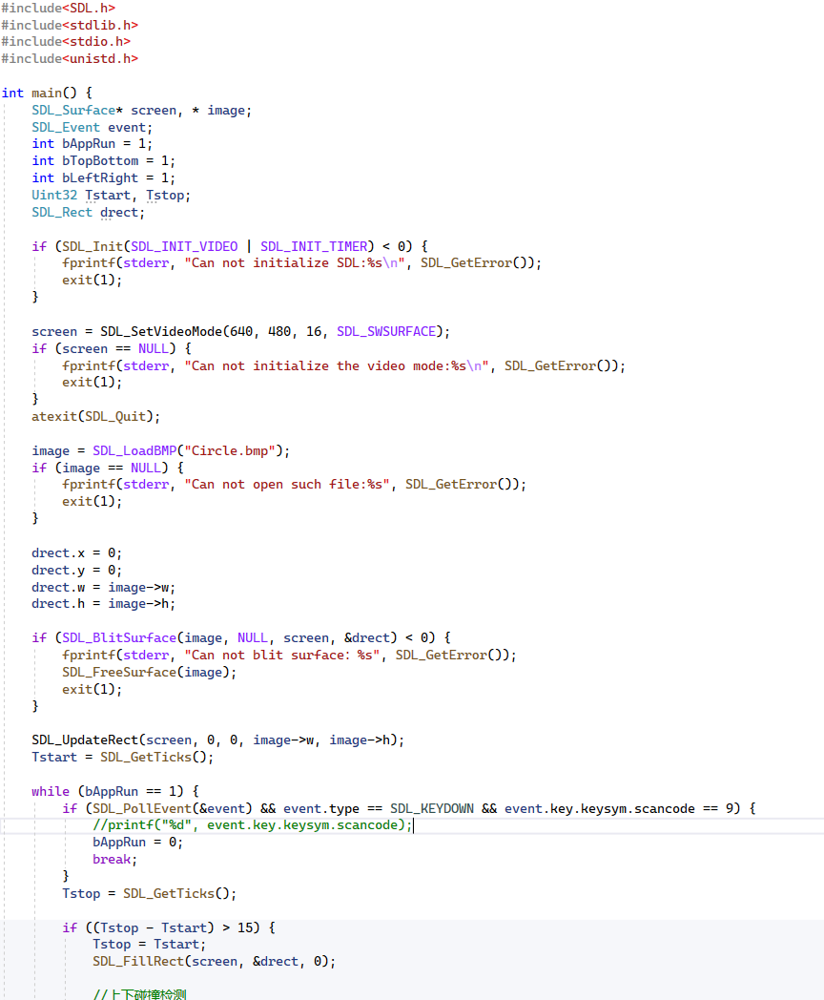 #include<SDL.h>
#include<stdlib.h>
#include<stdio.h>
#include<unistd.h>
int main() {
SDL_Surface* screen, * image;
SDL_Event event;
int bAppRun = 1;
int bTopBottom = 1;
int bLeftRight = 1;
Uint32 Tstart, Tstop;
SDL_Rect drect;
if (SDL_Init(SDL_INIT_VIDEO | SDL_INIT_TIMER) < 0) {
fprintf(stderr, "Can not initialize SDL:%s\n", SDL_GetError());
exit(1);
}
screen = SDL_SetVideoMode(640, 480, 16, SDL_SWSURFACE);
if (screen == NULL) {
fprintf(stderr, "Can not initialize the video mode:%s\n", SDL_GetError());
exit(1);
}
atexit(SDL_Quit);
image = SDL_LoadBMP("Circle.bmp");
if (image == NULL) {
fprintf(stderr, "Can not open such file:%s", SDL_GetError());
exit(1);
}
drect.x = 0;
drect.y = 0;
drect.w = image->w;
drect.h = image->h;
if (SDL_BlitSurface(image, NULL, screen, &drect) < 0) {
fprintf(stderr, "Can not blit surface：%s", SDL_GetError());
SDL_FreeSurface(image);
exit(1);
}
SDL_UpdateRect(screen, 0, 0, image->w, image->h);
Tstart = SDL_GetTicks();
while (bAppRun == 1) {
if (SDL_PollEvent(&event) && event.type == SDL_KEYDOWN && event.key.keysym.scancode == 9) {
//printf("%d", event.key.keysym.scancode);
bAppRun = 0;
break;
}
Tstop = SDL_GetTicks();
if ((Tstop - Tstart) > 15) {
Tstop = Tstart;
SDL_FillRect(screen, &drect, 0);
//上下碰撞检测